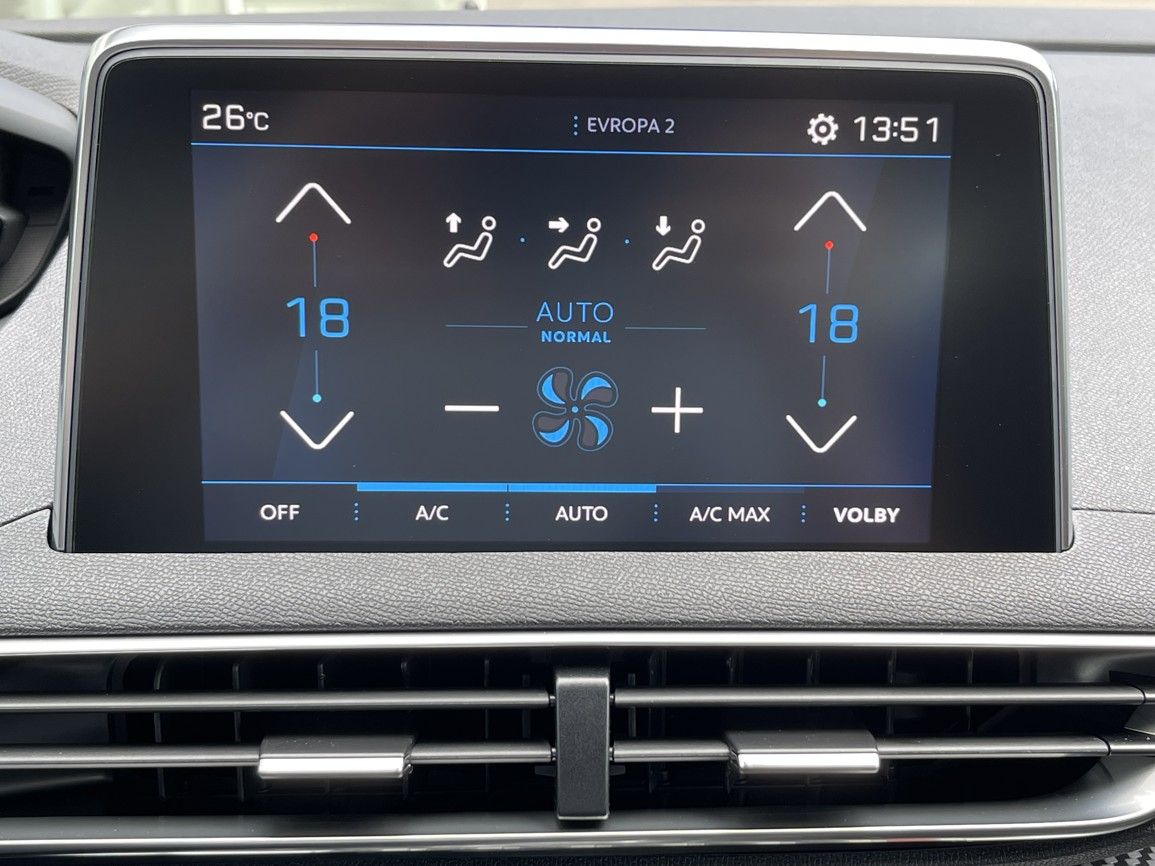 26°C
EVROPA 2
13:51
18
AUTO
NORMAL
18
OFF
A/C
AUTO
A/C MAX
VOLBY